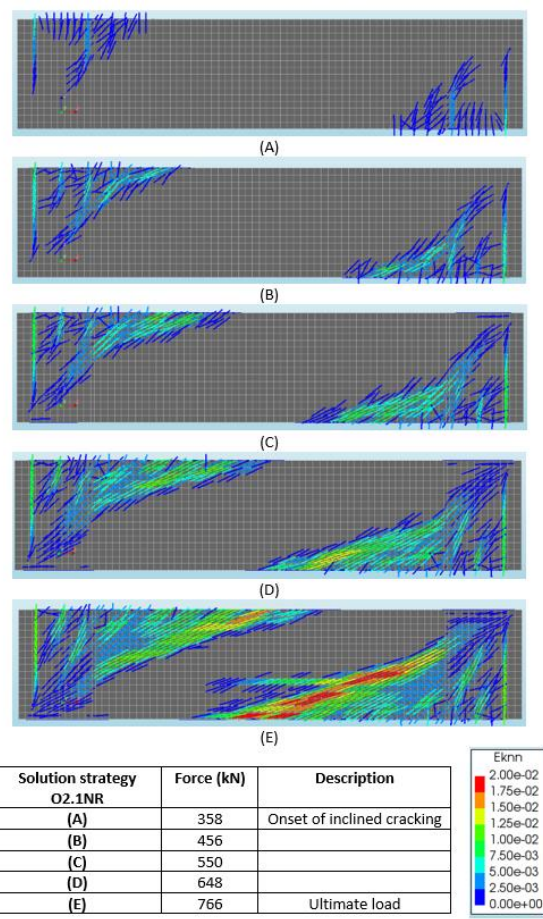 (A)
(B)
(C)
(D)
(E)
Solution strategy O2.1NR Force (kN) Description
(A) 358 Onset of inclined cracking
(B) 456
(C) 550
(D) 648
(E) 766 Ultimate load
Eknn
2.00e-02
1.75e-02
1.50e-02
1.25e-02
1.00e-02
7.50e-03
5.00e-03
2.50e-03
0.00e+00